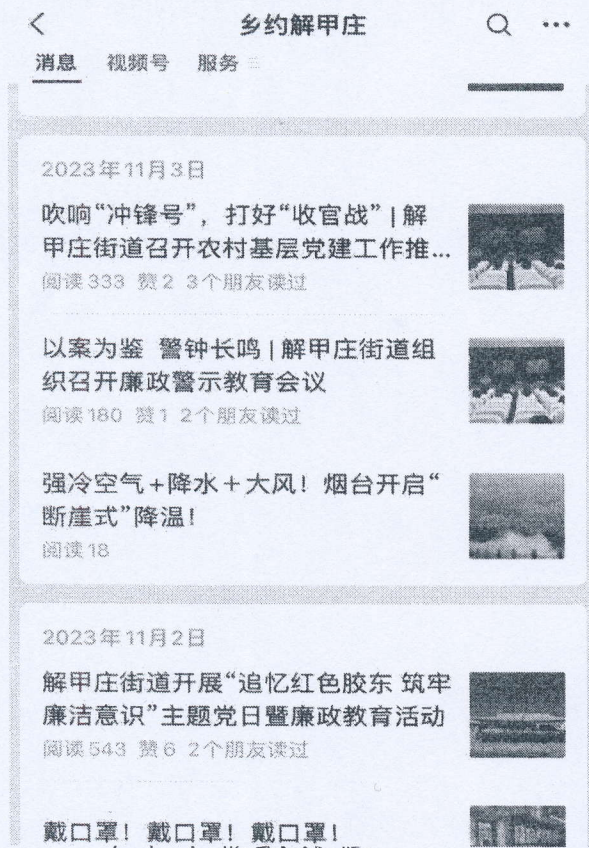 乡约解甲庄
消息 视频号 服务
2023年11月3日
吹响“冲锋号”，打好“收官战” | 解
甲庄街道召开农村基层党建工作推...
阅读 333 赞 2 3个朋友读过
以案为鉴 警钟长鸣 | 解甲庄街道组
织召开廉政警示教育会议
阅读 180 赞 1 2个朋友读过
强冷空气+降水＋大风！烟台开启“
断崖式”降温！
阅读 18
2023年11月2日
解甲庄街道开展“追忆红色胶东 筑牢
廉洁意识”主题党日暨廉政教育活动
阅读 543 赞 6 2个朋友读过
戴口罩！戴口罩！戴口罩！